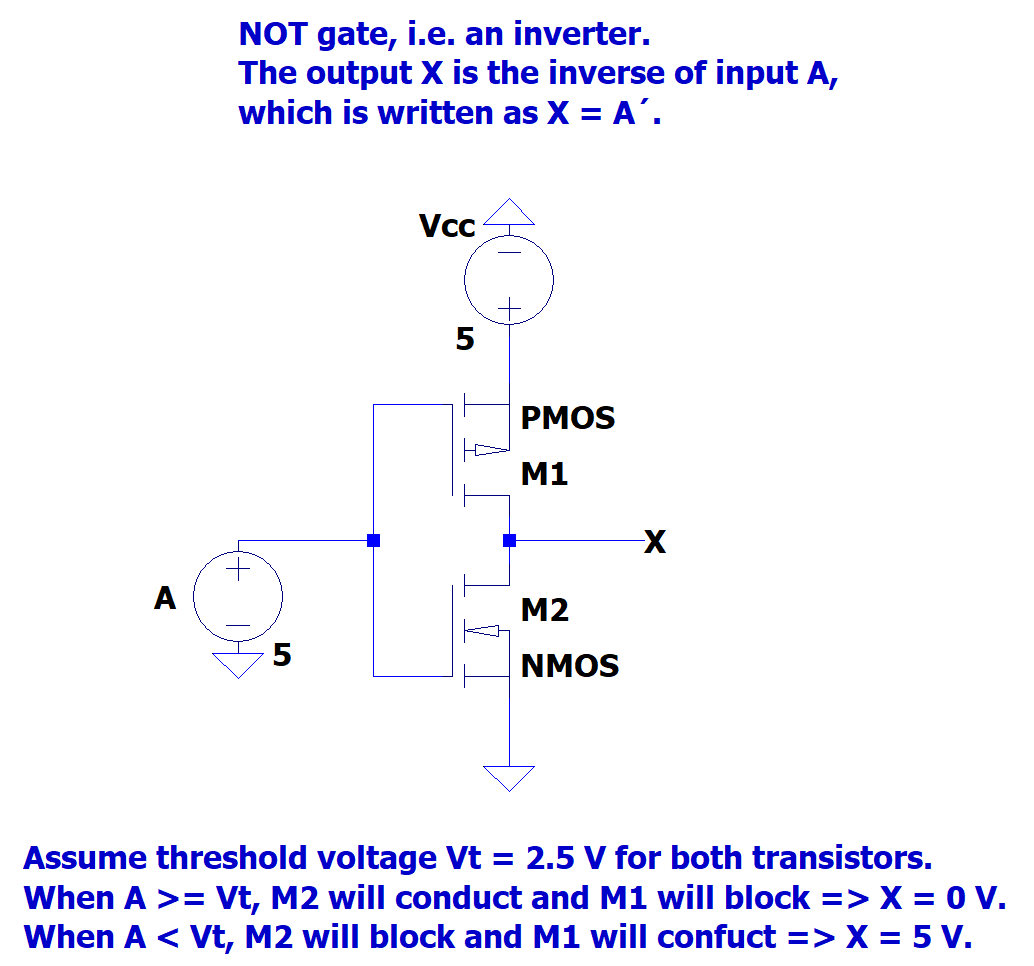 NOT gate, i.e. an inverter.
The output X is the inverse of input A,
which is written as X = A´.
Vcc
5
PMOS
M1
X
A
5
M2
NMOS
Assume threshold voltage Vt = 2.5 V for both transistors.
When A >= Vt, M2 will conduct and M1 will block => X = 0 V.
When A < Vt, M2 will block and M1 will confuct => X = 5 V.